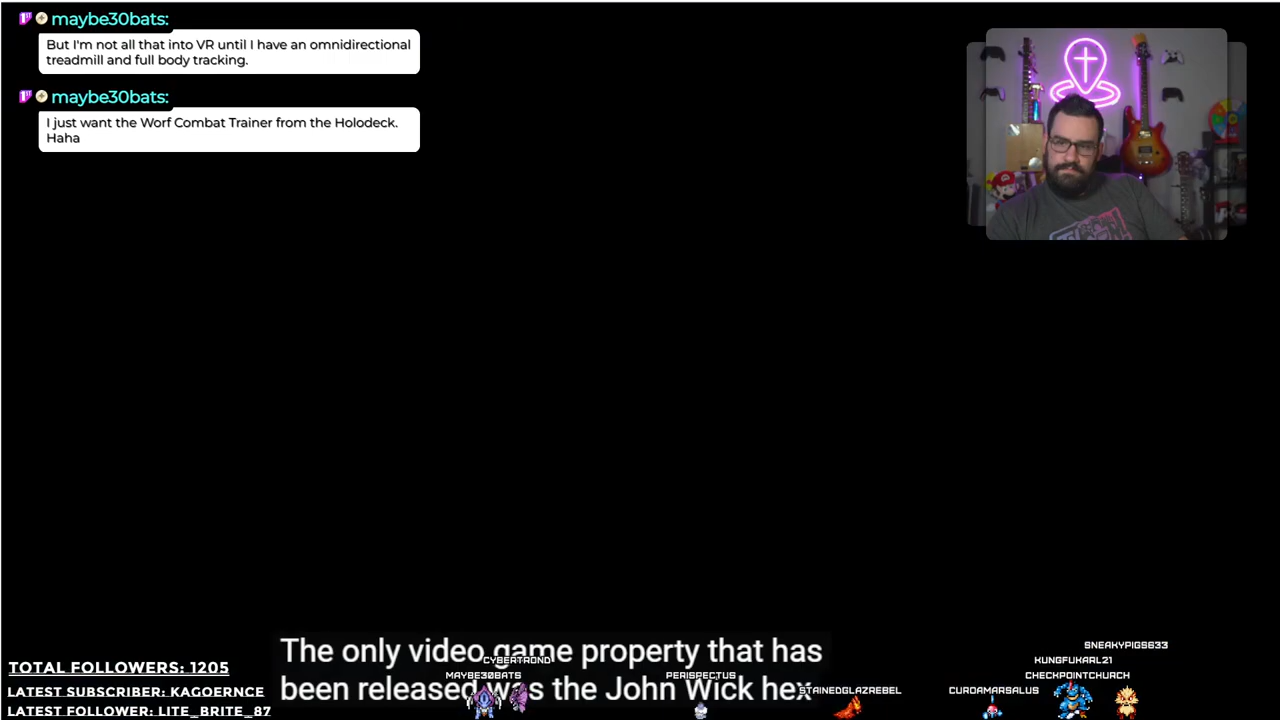 maybe30bats:
But I'm not all that into VR until I have an omnidirectional
treadmill and full body tracking.
maybe30bats:
I just want the Worf Combat Trainer from the Holodeck.
Haha
The only video game property that has
been released was the John Wick hex
TOTAL FOLLOWERS: 1205
LATEST SUBSCRIBER: KAGOERNCE
LATEST FOLLOWER: LITE_BRITE_87
CYBERTROND
MAYBE30BATS
PERISPECTUS
STAINEDGLAZREBEL
CURDAMARSALUS
SNEAKYPIGS633
KUNGFUKARL21
CHECKPOINTCHURCH